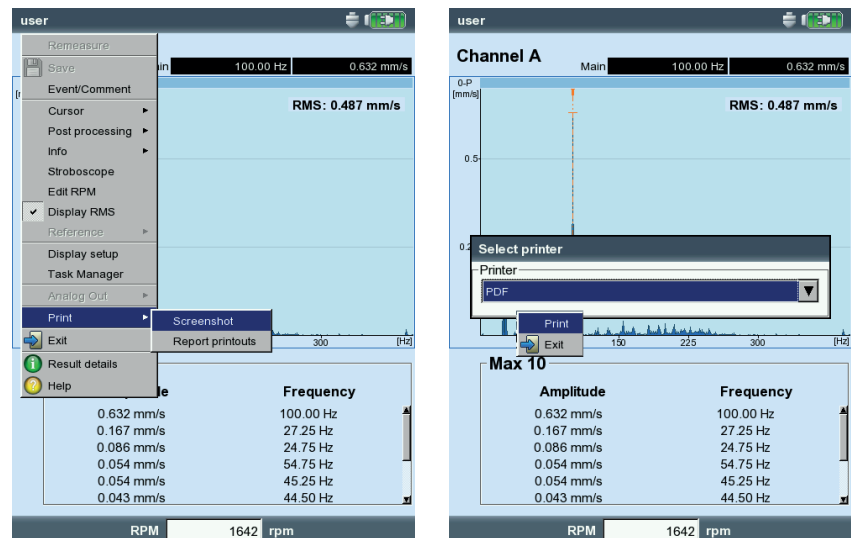 user
Remeasure
Save
Event/Comment
Cursor
Post processing
Info
Stroboscope
Edit RPM
Display RMS
Reference
Display setup
Task Manager
Analog Out
Print
Exit
Result details
Help
Screenshot
Report printouts
100.00 Hz 0.632 mm/s
RMS: 0.487 mm/s
300 [Hz]
Frequency
0.632 mm/s 100.00 Hz
0.167 mm/s 27.25 Hz
0.086 mm/s 24.75 Hz
0.054 mm/s 54.75 Hz
0.054 mm/s 45.25 Hz
0.043 mm/s 44.50 Hz
RPM 1642 rpm
user
Channel A Main 100.00 Hz 0.632 mm/s
0-P
[mm/s]
RMS: 0.487 mm/s
0.5
Select printer
Printer
PDF
Print
Exit
150 225 300 [Hz]
Max 10
Amplitude Frequency
0.632 mm/s 100.00 Hz
0.167 mm/s 27.25 Hz
0.086 mm/s 24.75 Hz
0.054 mm/s 54.75 Hz
0.054 mm/s 45.25 Hz
0.043 mm/s 44.50 Hz
RPM 1642 rpm